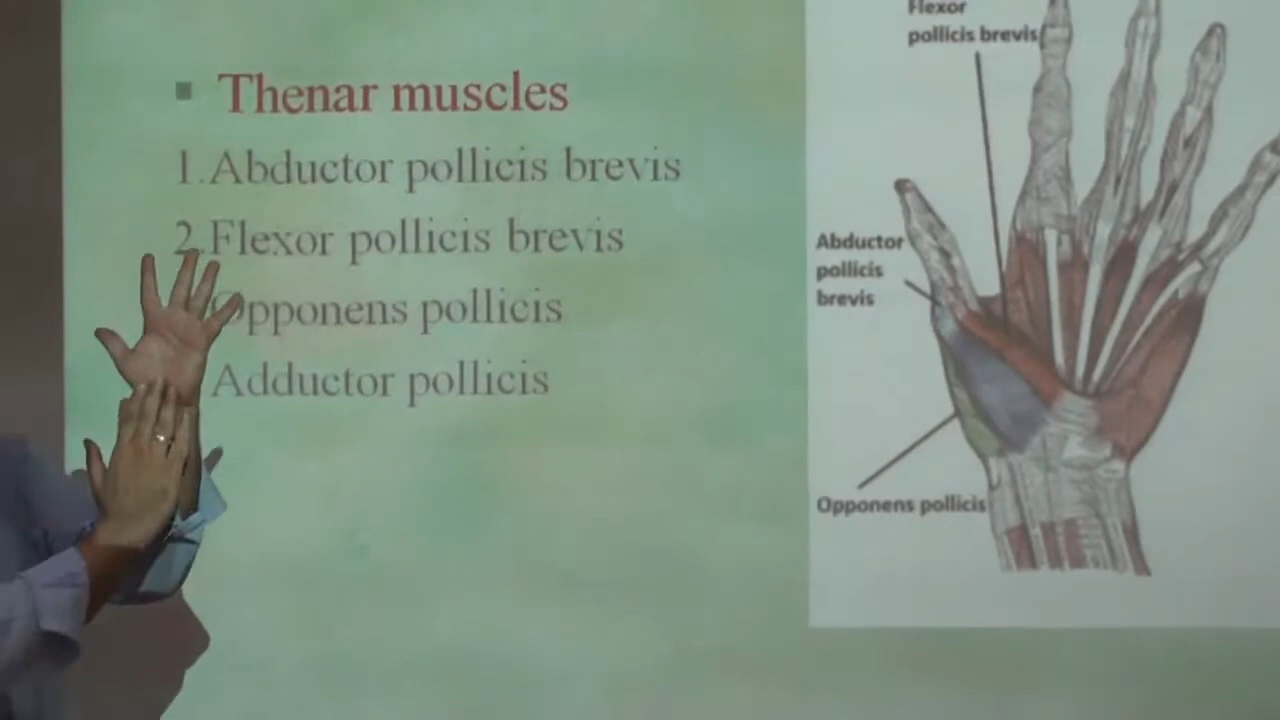 Thenar muscles
1.Abductor pollicis brevis
2.Flexor pollicis brevis
Opponens pollicis
Adductor pollicis
Flexor
pollicis brevis
Abductor
pollicis
brevis
Opponens pollicis